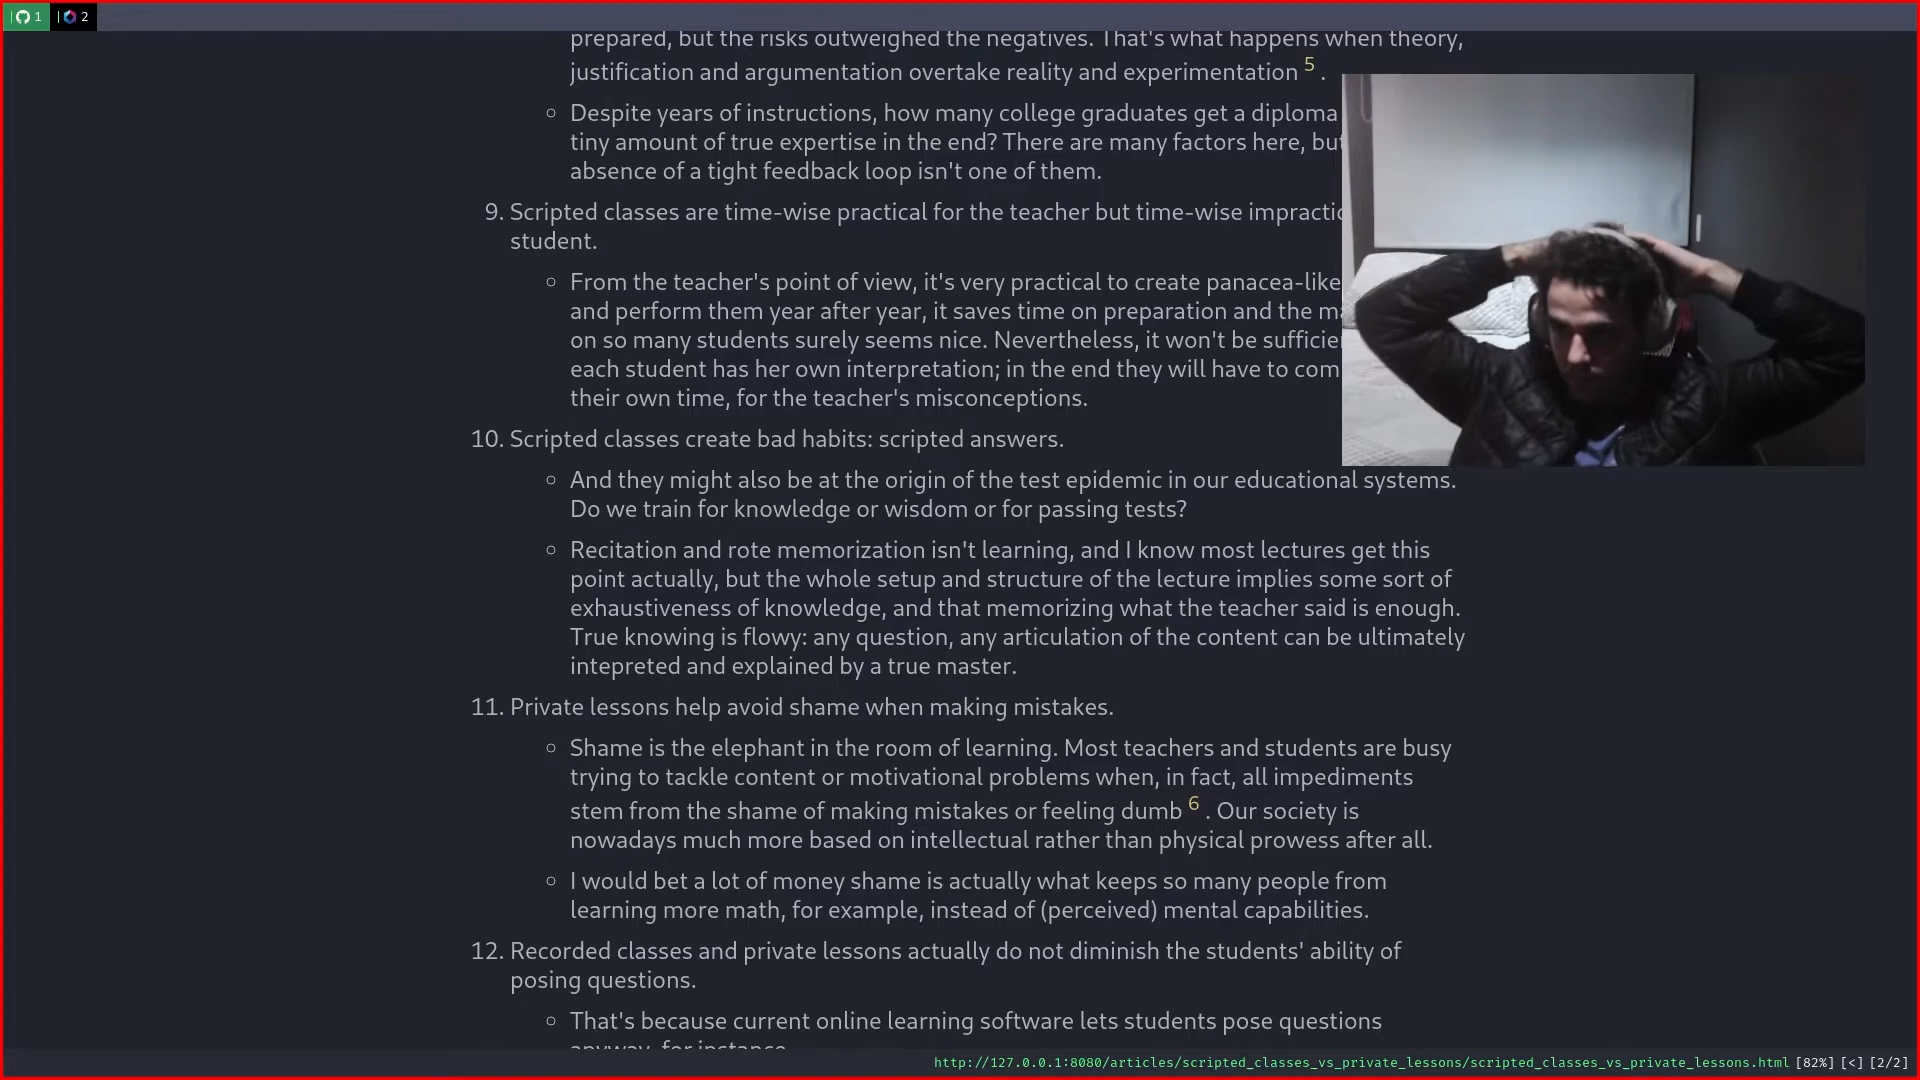 1 2
prepared, but the risks outweighed the negatives. That's what happens when theory,
justification and argumentation overtake reality and experimentation 5 .
◦ Despite years of instructions, how many college graduates get a diploma
tiny amount of true expertise in the end? There are many factors here,
absence of a tight feedback loop isn't one of them.
9. Scripted classes are time-wise practical for the teacher but time-wise
student.
◦ From the teacher's point of view, it's very practical to create panacea-like
and perform them year after year, it saves time on preparation and the
on so many students surely seems nice. Nevertheless, it won't be
each student has her own interpretation; in the end they will have to
their own time, for the teacher's misconceptions.
10. Scripted classes create bad habits: scripted answers.
◦ And they might also be at the origin of the test epidemic in our educational systems.
Do we train for knowledge or wisdom or for passing tests?
◦ Recitation and rote memorization isn't learning, and I know most lectures get this
point actually, but the whole setup and structure of the lecture implies some sort of
exhaustiveness of knowledge, and that memorizing what the teacher said is enough.
True knowing is flowy: any question, any articulation of the content can be ultimately
intepreted and explained by a true master.
11. Private lessons help avoid shame when making mistakes.
◦ Shame is the elephant in the room of learning. Most teachers and students are busy
trying to tackle content or motivational problems when, in fact, all impediments
stem from the shame of making mistakes or feeling dumb 6 . Our society is
nowadays much more based on intellectual rather than physical prowess after all.
◦ I would bet a lot of money shame is actually what keeps so many people from
learning more math, for example, instead of (perceived) mental capabilities.
12. Recorded classes and private lessons actually do not diminish the students' ability of
posing questions.
◦ That's because current online learning software lets students pose questions
anyway, for instance
http://127.0.0.1:8080/articles/scripted_classes_vs_private_lessons/scripted_classes_vs_private_lessons.html [82%] [<] [2/2]